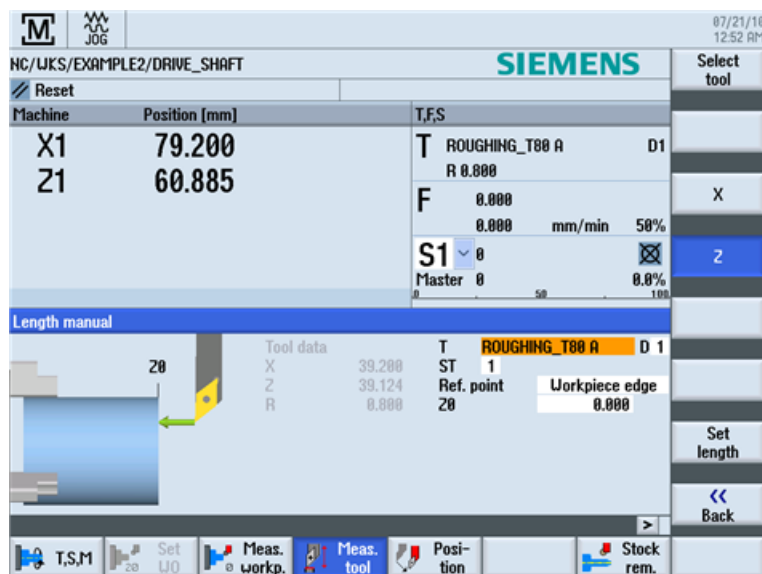 M JOG
07/21/16
12:52 AM
NC/WKS/EXAMPLE2/DRIVE_SHAFT SIEMENS
Select
tool
Reset
Machine Position [mm] T,F,S
X1 79.200 T ROUGHING_T80 A D1
R 0.800
Z1 60.885 F 0.000
X
0.000 mm/min 50%
S1 0
Z
Master 0 0.0%
0 50 100
Length manual
Z0
Tool data T ROUGHING_T80 A D 1
X 39.200 ST 1
Z 39.124 Ref. point Workpiece edge
R 0.800 Z0 0.000
Set
length
<<
Back
>
T,S,M
Set
WO
Meas.
workp.
Meas.
tool
Posi-
tion
Stock
rem.